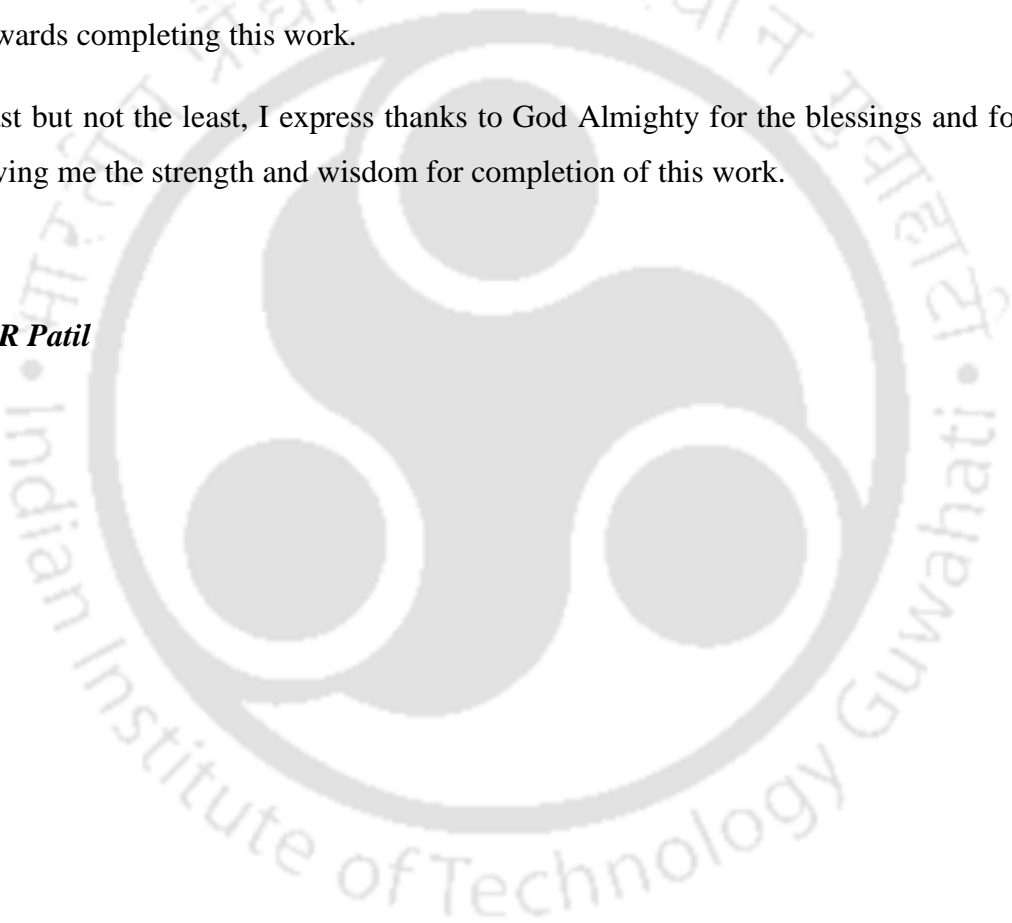 wards completing this work.
st but not the least, I express thanks to God Almighty for the blessings and fo
ving me the strength and wisdom for completion of this work.
R Patil
Indian Institute of Technology Guwahati